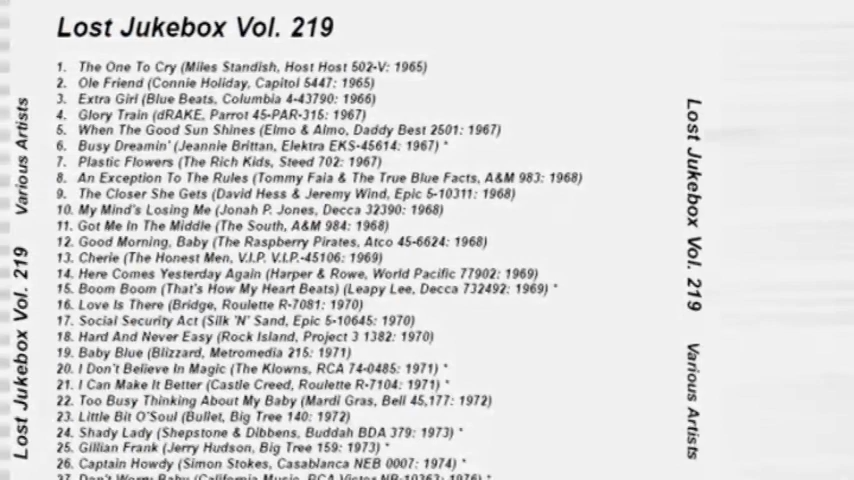 Lost Jukebox Vol. 219
1. The One To Cry (Miles Standish, Host Host 502-V: 1965)
2. Ole Friend (Connie Holiday, Capitol 5447: 1965)
3. Extra Girl (Blue Beats, Columbia 4-43790: 1966)
4. Glory Train (dRAKE, Parrot 45-PAR-315: 1967)
5. When The Good Sun Shines (Elmo & Almo, Daddy Best 2501: 1967)
6. Busy Dreamin' (Jeannie Brittan, Elektra EKS-45614: 1967) *
7. Plastic Flowers (The Rich Kids, Steed 702: 1967)
8. An Exception To The Rules (Tommy Faia & The True Blue Facts, A&M 983: 1968)
9. The Closer She Gets (David Hess & Jeremy Wind, Epic 5-10311: 1968)
10. My Mind's Losing Me (Jonah P. Jones, Decca 32390: 1968)
11. Got Me In The Middle (The South, A&M 984: 1968)
12. Good Morning, Baby (The Raspberry Pirates, Atco 45-6624: 1968)
13. Cherie (The Honest Men, V.I.P. V.I.P.-45106: 1969)
14. Here Comes Yesterday Again (Harper & Rowe, World Pacific 77902: 1969)
15. Boom Boom (That's How My Heart Beats) (Leapy Lee, Decca 732492: 1969) *
16. Love Is There (Bridge, Roulette R-7081: 1970)
17. Social Security Act (Silk 'N' Sand, Epic 5-10645: 1970)
18. Hard And Never Easy (Rock Island, Project 3 1382: 1970)
19. Baby Blue (Blizzard, Metromedia 215: 1971)
20. I Don't Believe In Magic (The Klowns, RCA 74-0485: 1971) *
21. I Can Make It Better (Castle Creed, Roulette R-7104: 1971) *
22. Too Busy Thinking About My Baby (Mardi Gras, Bell 45,177: 1972)
23. Little Bit O'Soul (Bullet, Big Tree 140: 1972)
24. Shady Lady (Shepstone & Dibbens, Buddah BDA 379: 1973) *
25. Gillian Frank (Jerry Hudson, Big Tree 159: 1973) *
26. Captain Howdy (Simon Stokes, Casablanca NEB 0007: 1974) *
27. Don't Worry Baby (California Music, RCA Victor NB-10363: 1976) *
Lost Jukebox Vol. 219 Various Artists
Lost Jukebox Vol. 219 Various Artists